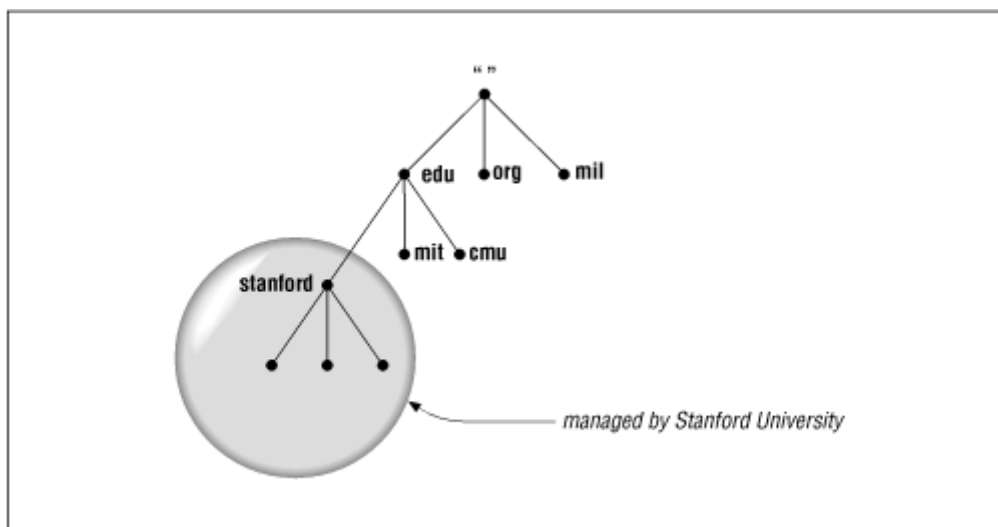 “ ”
edu org mil
mit cmu
stanford
managed by Stanford University